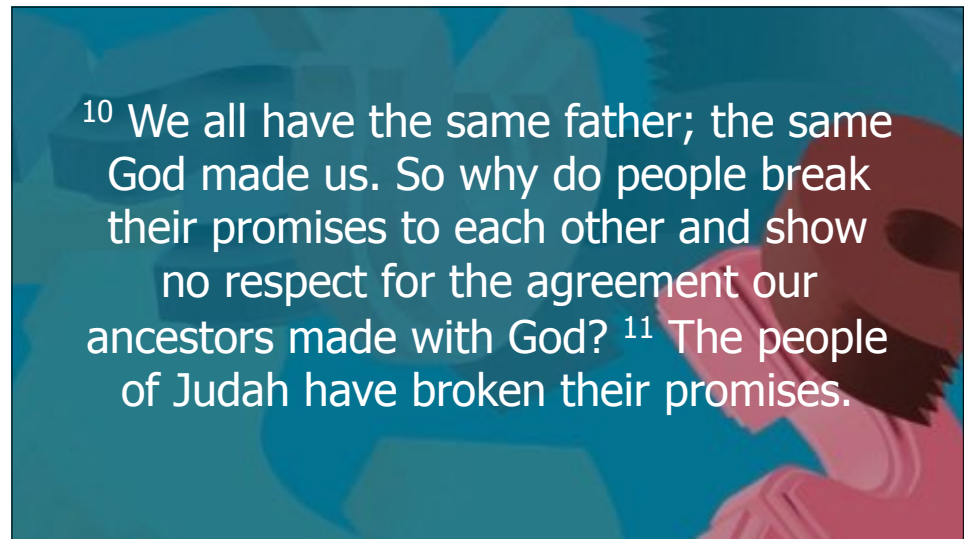 ¹⁰ We all have the same father; the same
God made us. So why do people break
their promises to each other and show
no respect for the agreement our
ancestors made with God? ¹¹ The people
of Judah have broken their promises.